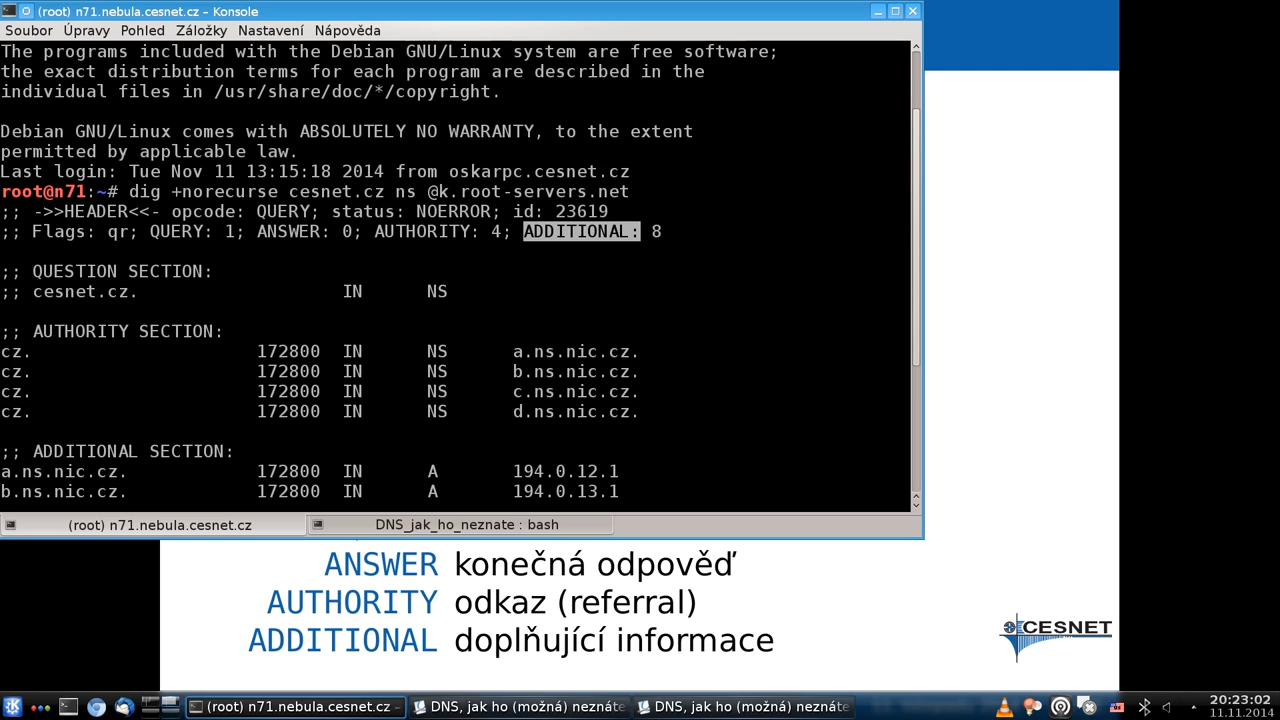 (root) n71.nebula.cesnet.cz – Konsole
Soubor Úpravy Pohled Záložky Nastavení Nápověda
The programs included with the Debian GNU/Linux system are free software;
the exact distribution terms for each program are described in the
individual files in /usr/share/doc/*/copyright.
Debian GNU/Linux comes with ABSOLUTELY NO WARRANTY, to the extent
permitted by applicable law.
Last login: Tue Nov 11 13:15:18 2014 from oskarpc.cesnet.cz
root@n71:~# dig +norecurse cesnet.cz ns @k.root-servers.net
;; ->>HEADER<<- opcode: QUERY; status: NOERROR; id: 23619
;; Flags: qr; QUERY: 1; ANSWER: 0; AUTHORITY: 4; ADDITIONAL: 8
;; QUESTION SECTION:
;; cesnet.cz. IN NS
;; AUTHORITY SECTION:
cz. 172800 IN NS a.ns.nic.cz.
cz. 172800 IN NS b.ns.nic.cz.
cz. 172800 IN NS c.ns.nic.cz.
cz. 172800 IN NS d.ns.nic.cz.
;; ADDITIONAL SECTION:
a.ns.nic.cz. 172800 IN A 194.0.12.1
b.ns.nic.cz. 172800 IN A 194.0.13.1
(root) n71.nebula.cesnet.cz
DNS_jak_ho_neznate : bash
ANSWER konečná odpověď
AUTHORITY odkaz (referral)
ADDITIONAL doplňující informace
CESNET
(root) n71.nebula.cesnet.cz –
DNS, jak ho (možná) neznáte
DNS, jak ho (možná) neznáte
20:23:02
11.11.2014